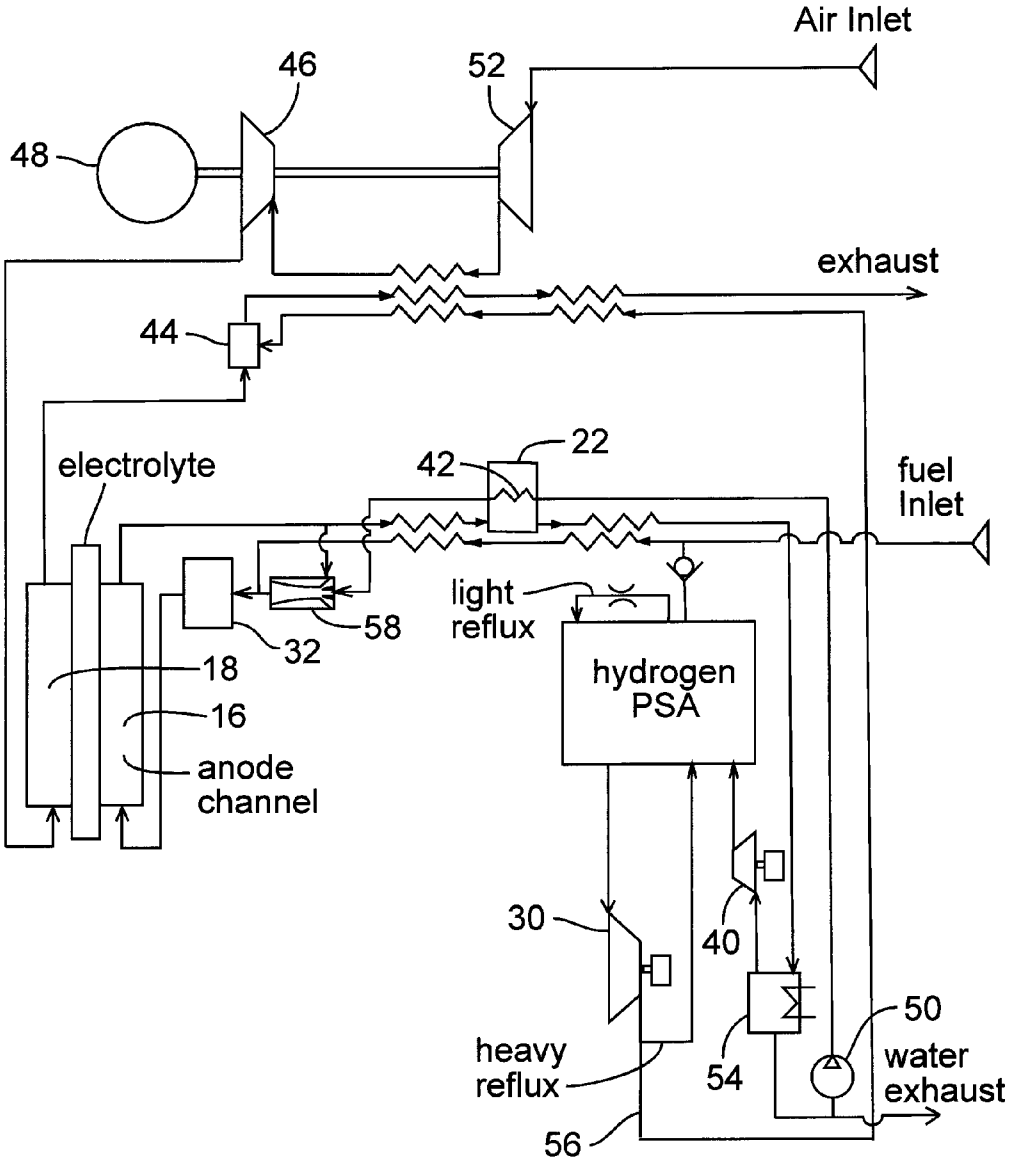 Air Inlet
46
52
48
exhaust
44
electrolyte
22
42
fuel
Inlet
light
reflux
58
32
hydrogen
PSA
18
16
anode
channel
30
40
50
54
water
exhaust
heavy
reflux
56